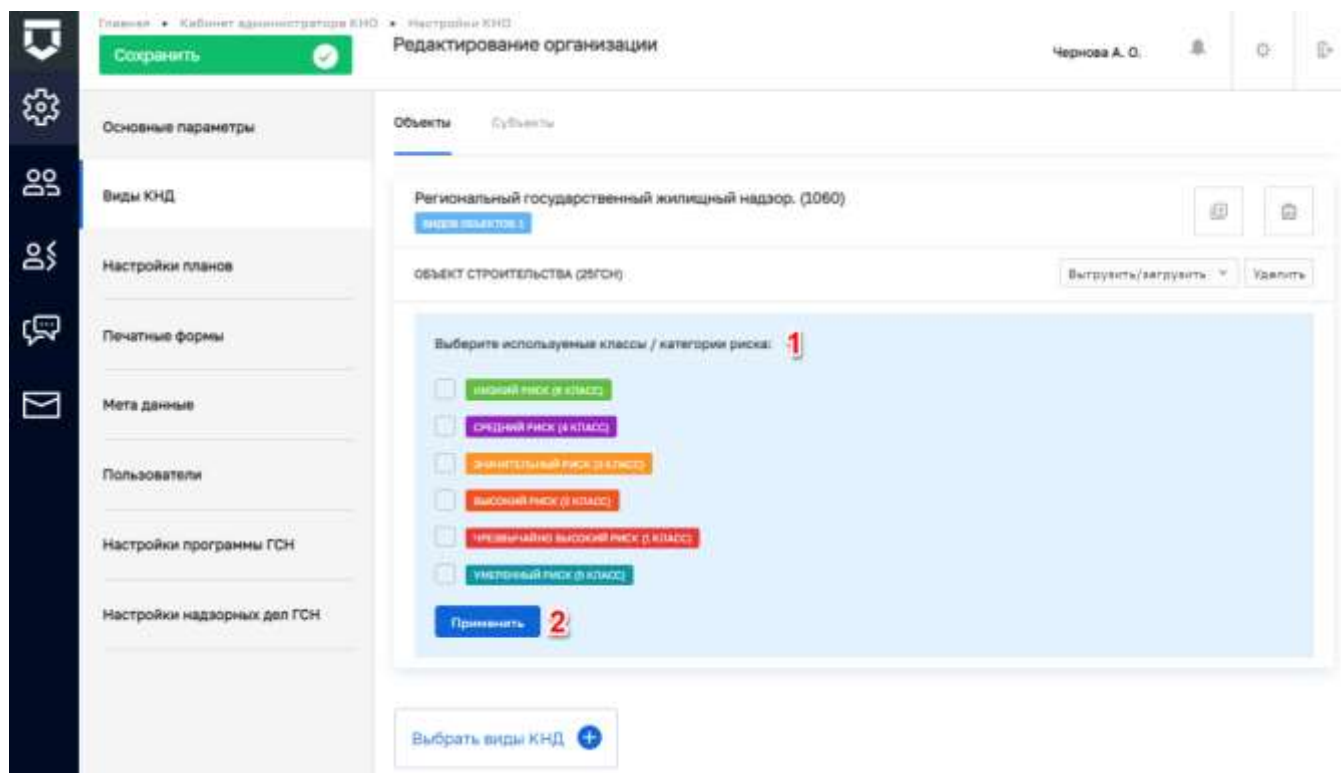 Главная • Кабинет администратора КНО • Настройки КНО
Сохранить
Редактирование организации
Чернова А. О.
Основные параметры
Виды КНД
Настройки планов
Печатные формы
Мета данные
Пользователи
Настройки программы ГСН
Настройки надзорных дел ГСН
Объекты Субъекты
Региональный государственный жилищный надзор. (1060)
ВИДОВ ОБЪЕКТОВ: 1
ОБЪЕКТ СТРОИТЕЛЬСТВА (25ГСН)
Выгрузить/загрузить Удалить
Выберите используемые классы / категории риска: 1
НИЗКИЙ РИСК (6 КЛАСС)
СРЕДНИЙ РИСК (4 КЛАСС)
ЗНАЧИТЕЛЬНЫЙ РИСК (3 КЛАСС)
ВЫСОКИЙ РИСК (2 КЛАСС)
ЧРЕЗВЫЧАЙНО ВЫСОКИЙ РИСК (1 КЛАСС)
УМЕРЕННЫЙ РИСК (5 КЛАСС)
Применить 2
Выбрать виды КНД